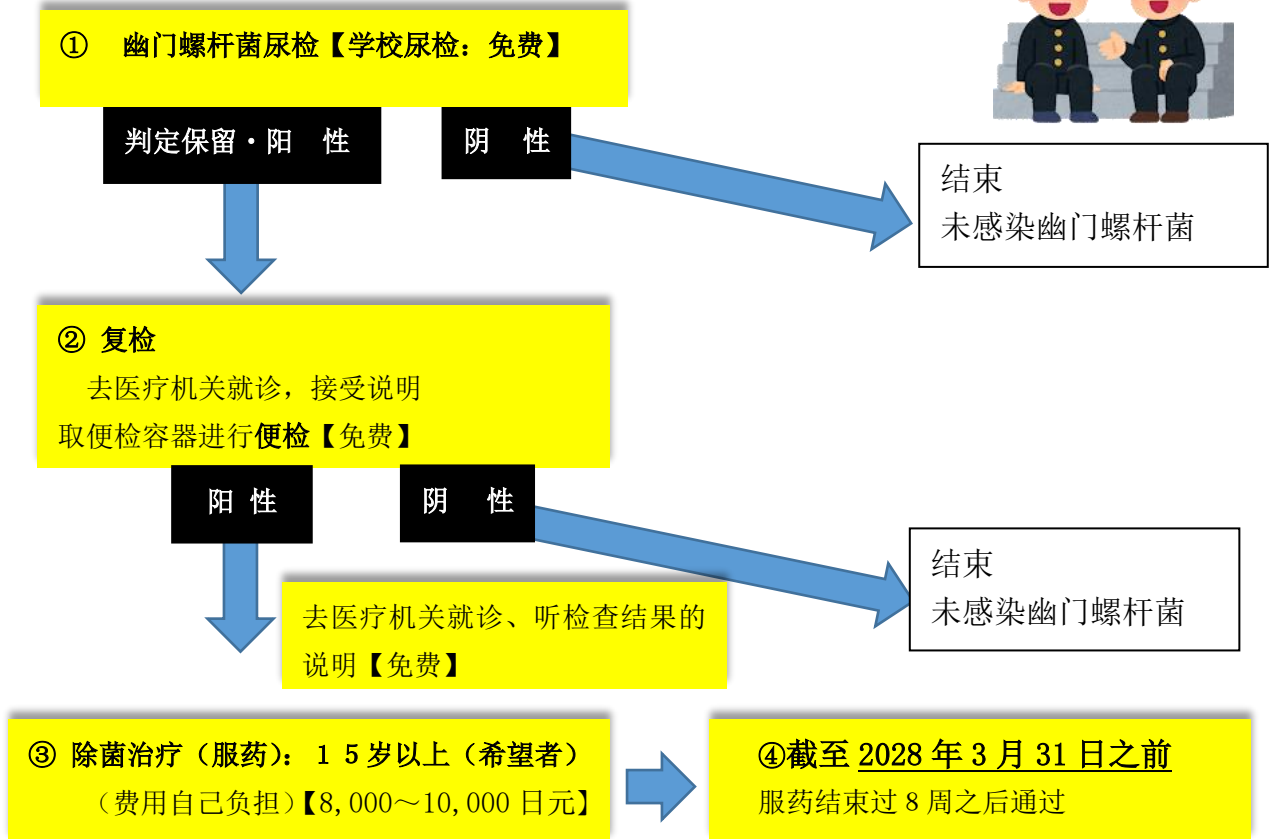 ① 幽门螺杆菌尿检【学校尿检：免费】
判定保留・阳 性
阴 性
结束
未感染幽门螺杆菌
② 复检
去医疗机关就诊，接受说明
取便检容器进行便检【免费】
阳 性
阴 性
结束
未感染幽门螺杆菌
去医疗机关就诊、听检查结果的
说明【免费】
③ 除菌治疗（服药）：１５岁以上（希望者）
（费用自己负担）【8,000～10,000 日元】
④截至 2028 年 3 月 31 日之前
服药结束过 8 周之后通过